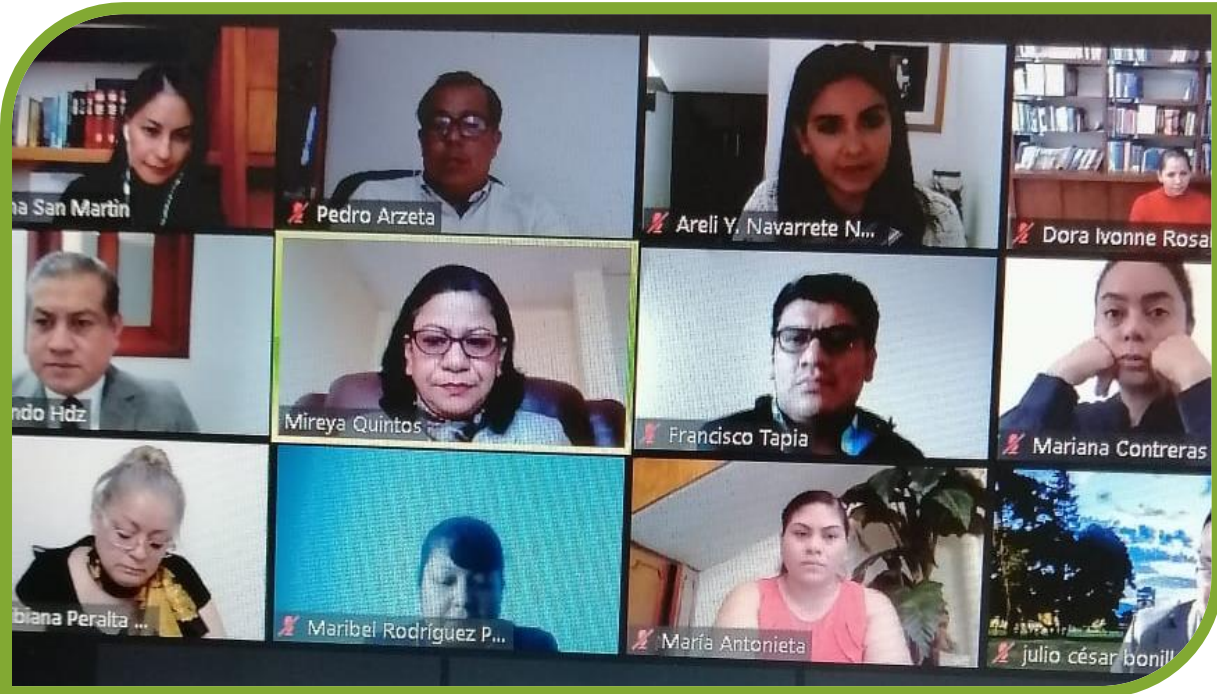 na San Martin
Pedro Arzeta
Areli Y. Navarrete N...
Dora Ivonne Rosal
ndo Hdz
Mireya Quintos
Francisco Tapia
Mariana Contreras
biana Peralta ...
Maribel Rodríguez P...
María Antonieta
julio césar bonill